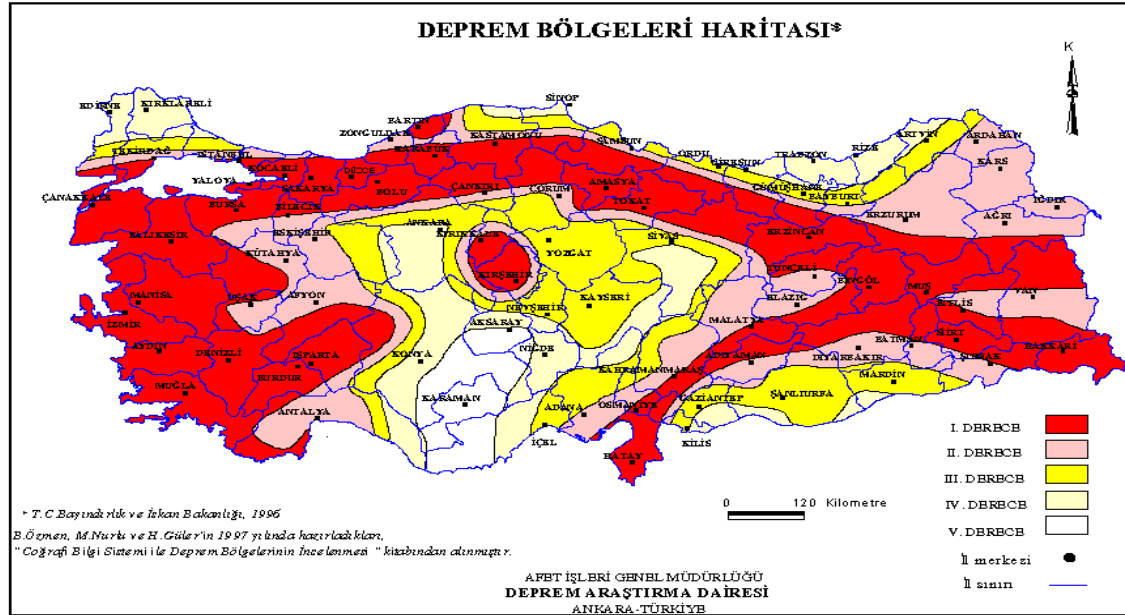 DEPREM BÖLGELERİ HARİTASI*
K
SİNOP
EDİRNE
KIRKLARELİ
BARTIN
ZONGULDAK
KASTAMONU
SAMSUN
ARTVİN
ARDAHAN
TEKİRDAĞ
İSTANBUL
KARABÜK
ORDU
GİRESUN
TRABZON
RİZE
KARS
KOCAELİ
YALOVA
SAKARYA
DÜZCE
BOLU
ÇANKIRI
ÇORUM
AMASYA
GÜMÜŞHANE
BAYBURT
ÇANAKKALE
BURSA
BİLECİK
TOKAT
ERZURUM
AĞRI
IĞDIR
BALIKESİR
ESKİŞEHİR
ANKARA
KIRIKKALE
YOZGAT
SİVAS
ERZİNCAN
KÜTAHYA
KIRŞEHİR
TUNCELİ
BİNGÖL
MUŞ
MANİSA
UŞAK
AFYON
NEVŞEHİR
KAYSERİ
ELAZIĞ
BİTLİS
VAN
İZMİR
AKSARAY
MALATYA
AYDIN
DENİZLİ
ISPARTA
KONYA
NİĞDE
ADIYAMAN
DİYARBAKIR
BATMAN
SİİRT
ŞIRNAK
HAKKARİ
MUĞLA
BURDUR
KAHRAMANMARAŞ
MARDİN
ANTALYA
KARAMAN
ADANA
OSMANİYE
GAZİANTEP
ŞANLIURFA
İÇEL
KİLİS
HATAY
I. DERECE
II. DERECE
III. DERECE
IV. DERECE
V. DERECE
İl merkezi
İl sınırı
0 120 Kilometre
* T.C Bayındırlık ve İskan Bakanlığı, 1996
B.Özmen, M.Nurlu ve H.Güler'in 1997 yılında hazırladıkları,
" Coğrafi Bilgi Sistemi ile Deprem Bölgelerinin İncelenmesi " kitabından alınmıştır.
AFET İŞLERİ GENEL MÜDÜRLÜĞÜ
DEPREM ARAŞTIRMA DAİRESİ
ANKARA-TÜRKİYE